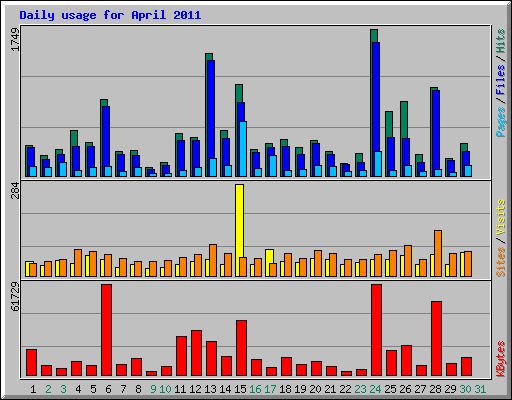 Daily usage for April 2011
1749
284
61729
Pages / Files / Hits
Sites / Visits
KBytes
1 2 3 4 5 6 7 8 9 10 11 12 13 14 15 16 17 18 19 20 21 22 23 24 25 26 27 28 29 30 31